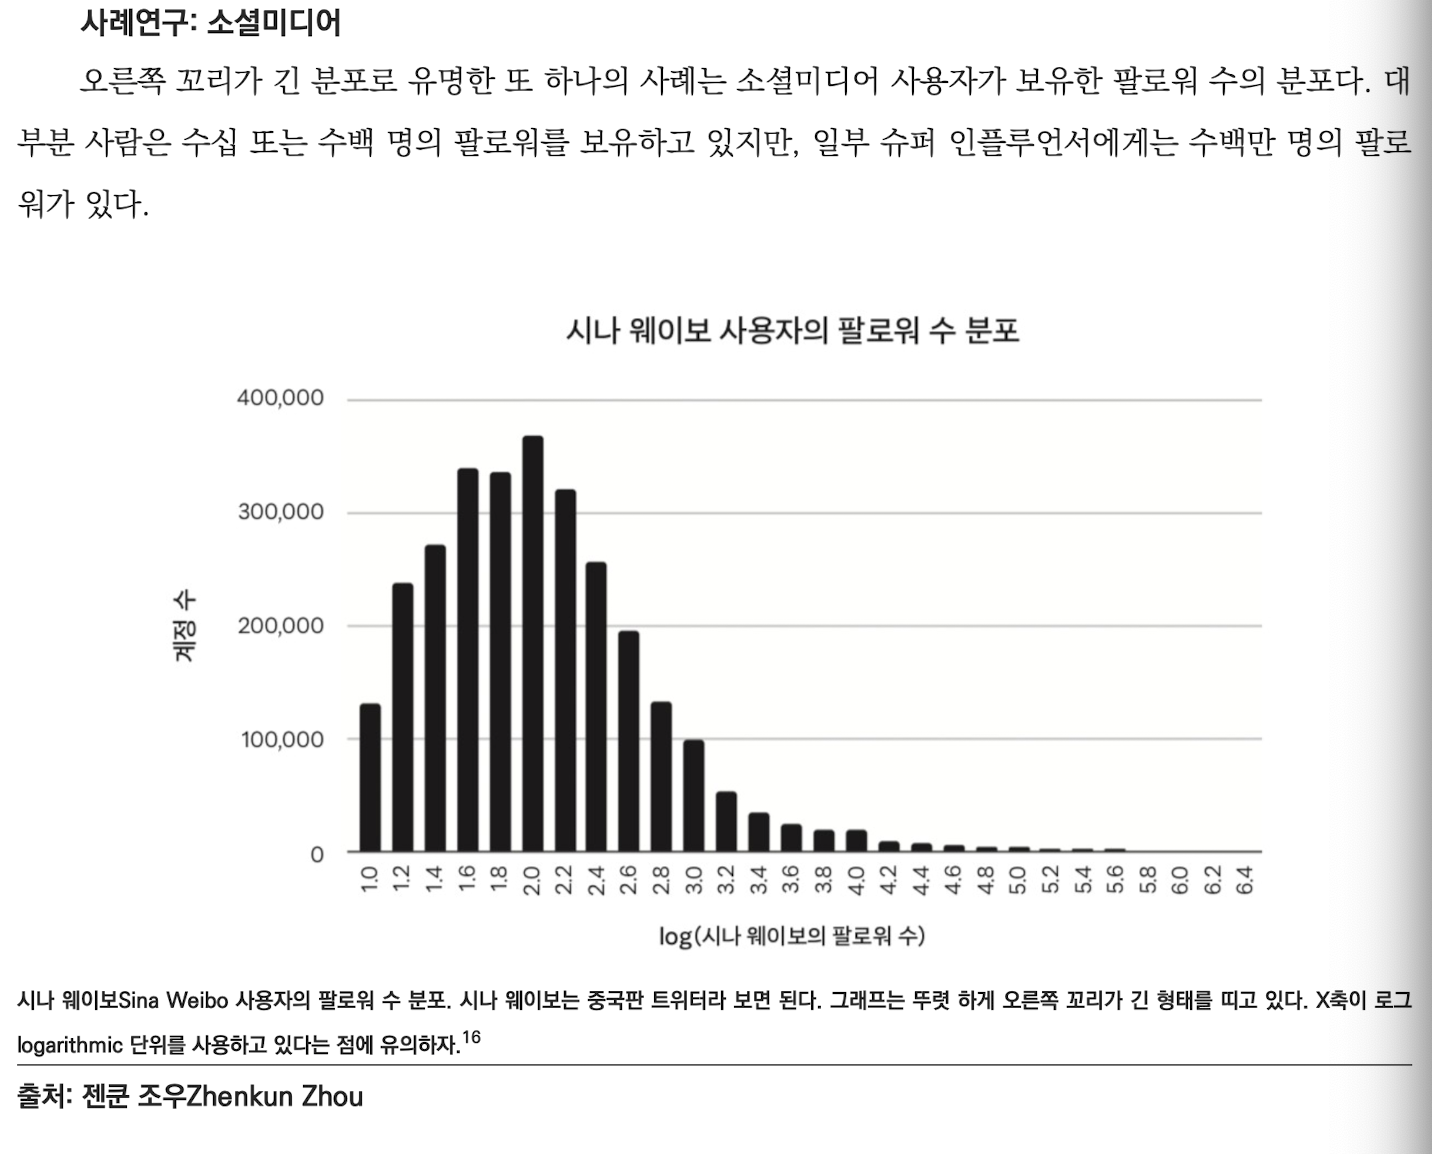 사례연구: 소셜미디어
오른쪽 꼬리가 긴 분포로 유명한 또 하나의 사례는 소셜미디어 사용자가 보유한 팔로워 수의 분포다. 대
부분 사람은 수십 또는 수백 명의 팔로워를 보유하고 있지만, 일부 슈퍼 인플루언서에게는 수백만 명의 팔로
워가 있다.
시나 웨이보 사용자의 팔로워 수 분포
400,000
300,000
200,000
100,000
0
계정 수
1.0 1.2 1.4 1.6 1.8 2.0 2.2 2.4 2.6 2.8 3.0 3.2 3.4 3.6 3.8 4.0 4.2 4.4 4.6 4.8 5.0 5.2 5.4 5.6 5.8 6.0 6.2 6.4
log(시나 웨이보의 팔로워 수)
시나 웨이보Sina Weibo 사용자의 팔로워 수 분포. 시나 웨이보는 중국판 트위터라 보면 된다. 그래프는 뚜렷 하게 오른쪽 꼬리가 긴 형태를 띠고 있다. X축이 로그
logarithmic 단위를 사용하고 있다는 점에 유의하자.16
출처: 젠쿤 조우Zhenkun Zhou